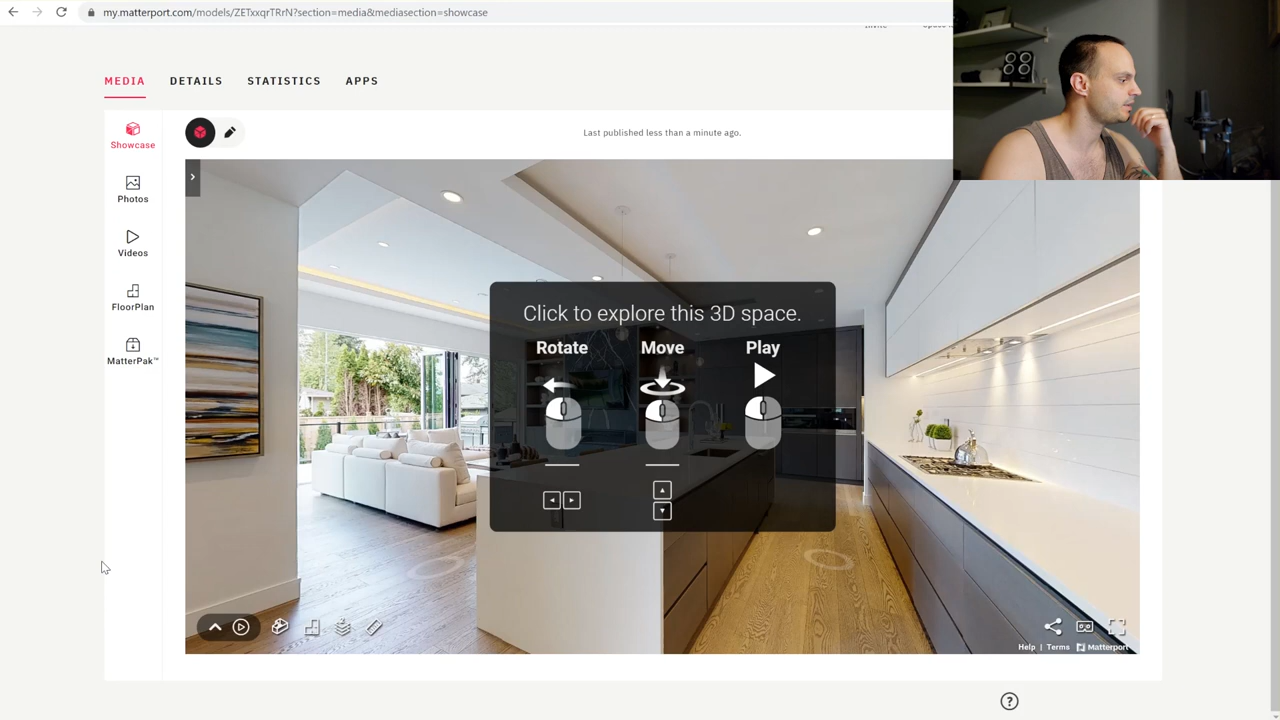 my.matterport.com/models/ZETxxqrTRrN?section=media&mediasection=showcase
MEDIA DETAILS STATISTICS APPS
Last published less than a minute ago.
Showcase
Photos
Videos
FloorPlan
MatterPak™
Click to explore this 3D space.
Rotate Move Play
Help | Terms Matterport
?